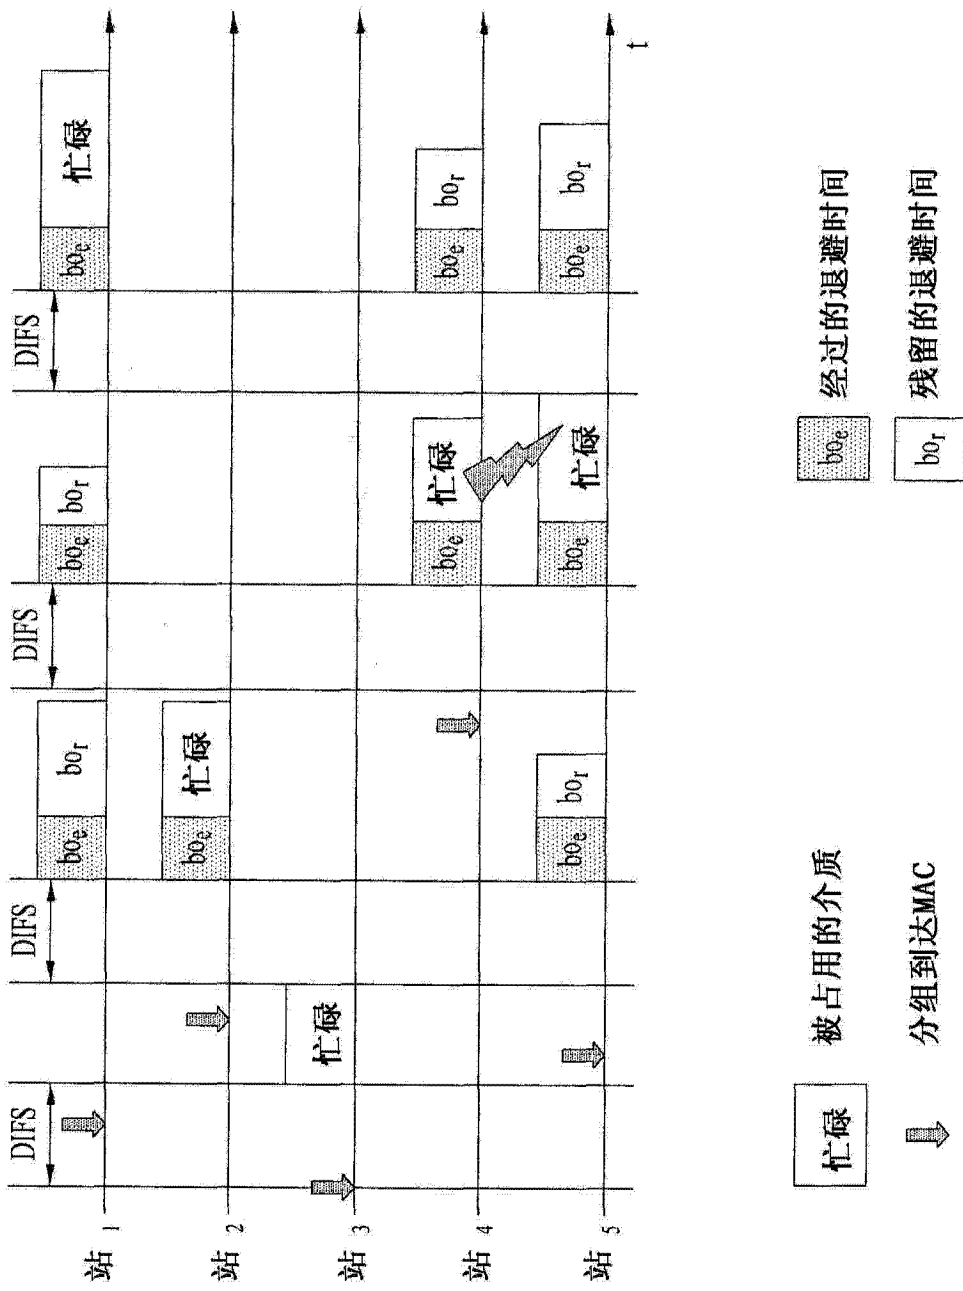 DIFS
DIFS
DIFS
DIFS
站1
bo_e
bo_r
bo_e
bo_r
bo_e
忙碌
站2
bo_e
忙碌
站3
忙碌
站4
bo_e
忙碌
bo_e
bo_r
站5
bo_e
bo_r
bo_e
忙碌
bo_e
bo_r
t
忙碌
被占用的介质
bo_e
经过的退避时间
分组到达MAC
bo_r
残留的退避时间